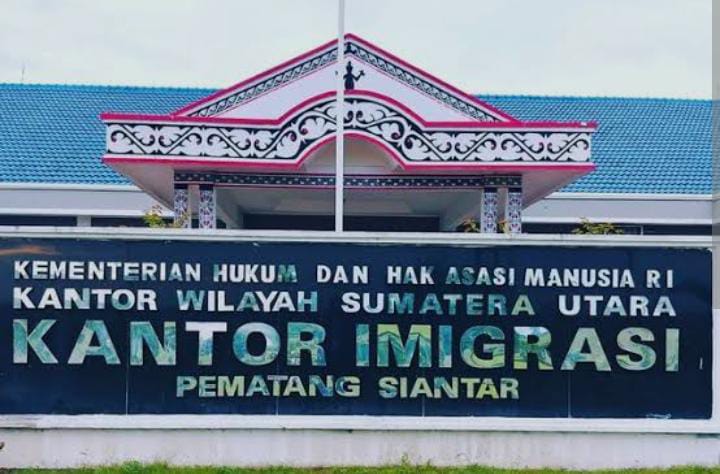 KEMENTERIAN HUKUM DAN HAK ASASI MANUSIA RI
KANTOR WILAYAH SUMATERA UTARA
KANTOR IMIGRASI
PEMATANG SIANTAR